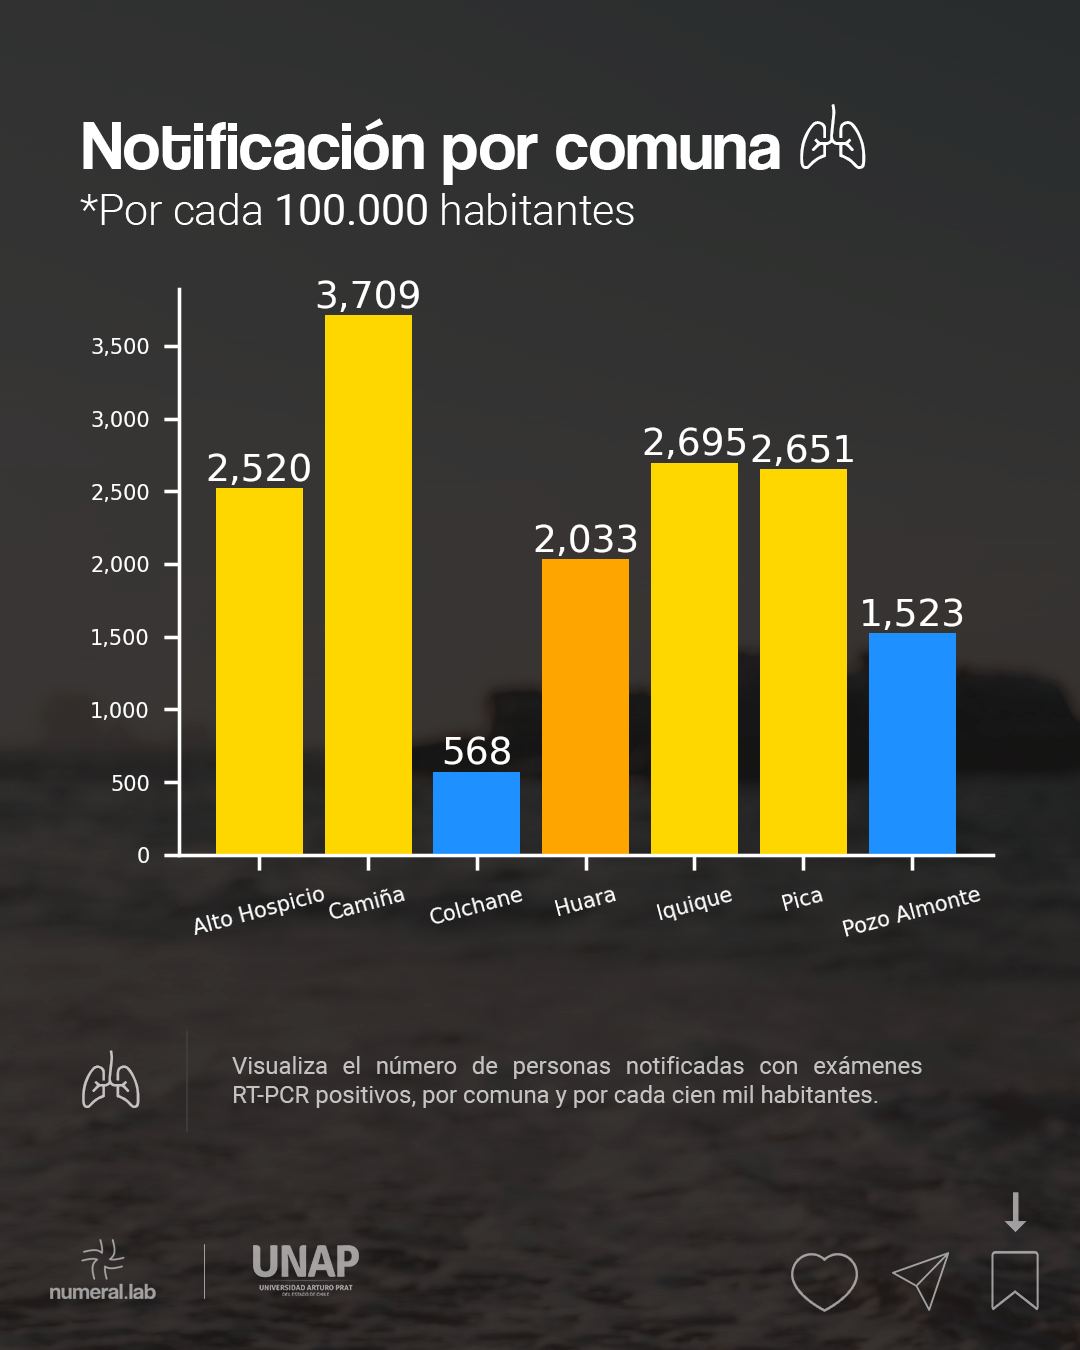 Notificación por comuna
*Por cada 100.000 habitantes
3,709
3,500
3,000
2,695
2,651
2,520
2,500
2,033
2,000
1,523
1,500
1,000
568
500
0
Alto Hospicio
Camiña
Colchane
Huara
Iquique
Pica
Pozo Almonte
Visualiza el número de personas notificadas con exámenes
RT-PCR positivos, por comuna y por cada cien mil habitantes.
numeral.lab
UNAP
UNIVERSIDAD ARTURO PRAT
DEL ESTADO DE CHILE